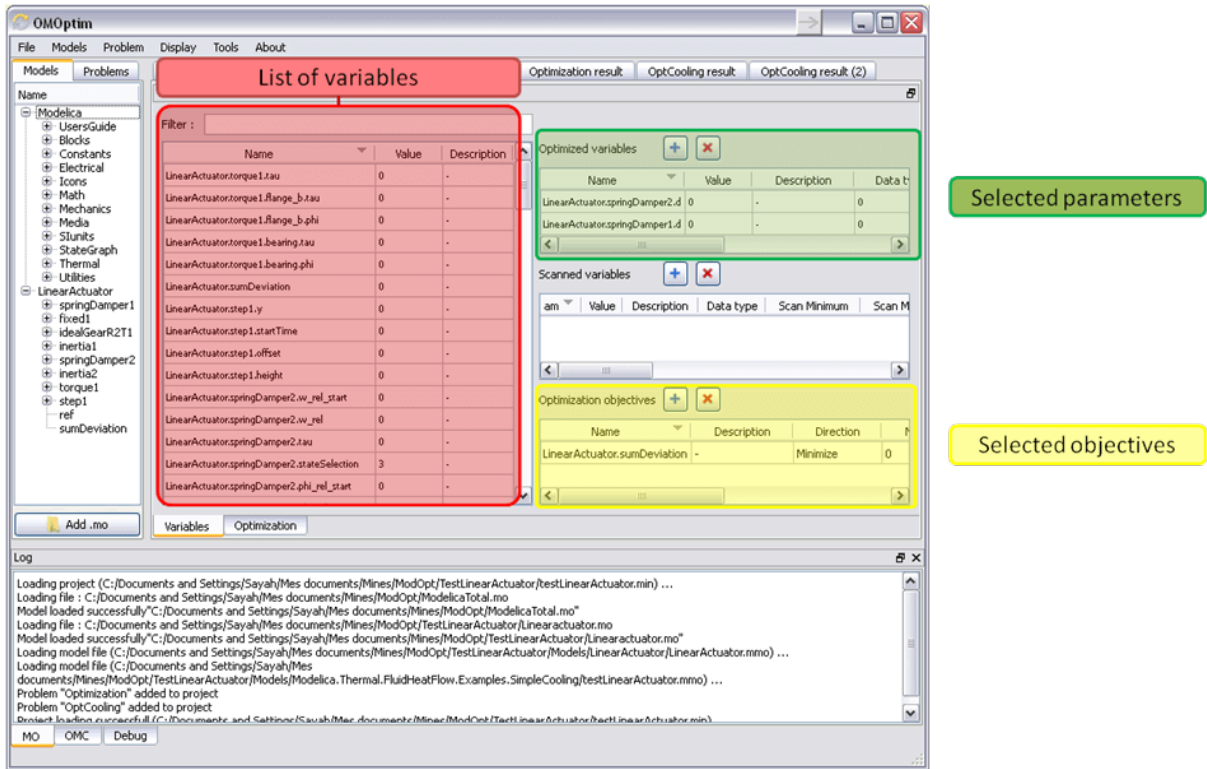 OMOptim
File Models Problem Display Tools About
Models Problems
List of variables
Optimization result OptCooling result OptCooling result (2)
Name
Modelica
UsersGuide
Blocks
Constants
Electrical
Icons
Math
Mechanics
Media
SIunits
StateGraph
Thermal
Utilities
LinearActuator
springDamper1
fixed1
idealGearR2T1
inertia1
springDamper2
inertia2
torque1
step1
ref
sumDeviation
Add .mo
Filter :
Name Value Description
LinearActuator.torque1.tau 0 -
LinearActuator.torque1.flange_b.tau 0 -
LinearActuator.torque1.flange_b.phi 0 -
LinearActuator.torque1.bearing.tau 0 -
LinearActuator.torque1.bearing.phi 0 -
LinearActuator.sumDeviation 0 -
LinearActuator.step1.y 0 -
LinearActuator.step1.startTime 0 -
LinearActuator.step1.offset 0 -
LinearActuator.step1.height 0 -
LinearActuator.springDamper2.w_rel_start 0 -
LinearActuator.springDamper2.w_rel 0 -
LinearActuator.springDamper2.tau 0 -
LinearActuator.springDamper2.stateSelection 3 -
LinearActuator.springDamper2.phi_rel_start 0 -
Variables Optimization
Optimized variables
Name Value Description Data t
LinearActuator.springDamper2.d 0 - 0
LinearActuator.springDamper1.d 0 - 0
Scanned variables
am Value Description Data type Scan Minimum Scan M
Optimization objectives
Name Description Direction
LinearActuator.sumDeviation - Minimize 0
Selected parameters
Selected objectives
Log
Loading project (C:/Documents and Settings/Sayah/Mes documents/Mines/ModOpt/TestLinearActuator/testLinearActuator.min) ...
Loading file : C:/Documents and Settings/Sayah/Mes documents/Mines/ModOpt/ModelicaTotal.mo
Model loaded successfully"C:/Documents and Settings/Sayah/Mes documents/Mines/ModOpt/ModelicaTotal.mo"
Loading file : C:/Documents and Settings/Sayah/Mes documents/Mines/ModOpt/TestLinearActuator/Linearactuator.mo
Model loaded successfully"C:/Documents and Settings/Sayah/Mes documents/Mines/ModOpt/TestLinearActuator/Linearactuator.mo"
Loading model file (C:/Documents and Settings/Sayah/Mes documents/Mines/ModOpt/TestLinearActuator/Models/LinearActuator/LinearActuator.mmo) ...
Loading model file (C:/Documents and Settings/Sayah/Mes
documents/Mines/ModOpt/TestLinearActuator/Models/Modelica.Thermal.FluidHeatFlow.Examples.SimpleCooling/testLinearActuator.mmo) ...
Problem "Optimization" added to project
Problem "OptCooling" added to project
Project loading successfull (C:/Documents and Settings/Sayah/Mes documents/Mines/ModOpt/TestLinearActuator/testLinearActuator.min)
MO OMC Debug